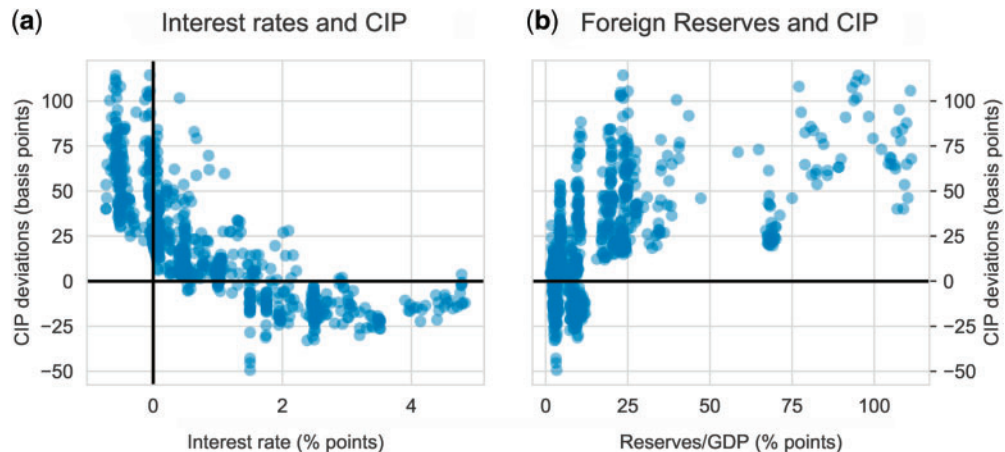 (a) Interest rates and CIP
CIP deviations (basis points)
100
75
50
25
0
−25
−50
0 2 4
Interest rate (% points)
(b) Foreign Reserves and CIP
CIP deviations (basis points)
100
75
50
25
0
−25
−50
0 25 50 75 100
Reserves/GDP (% points)